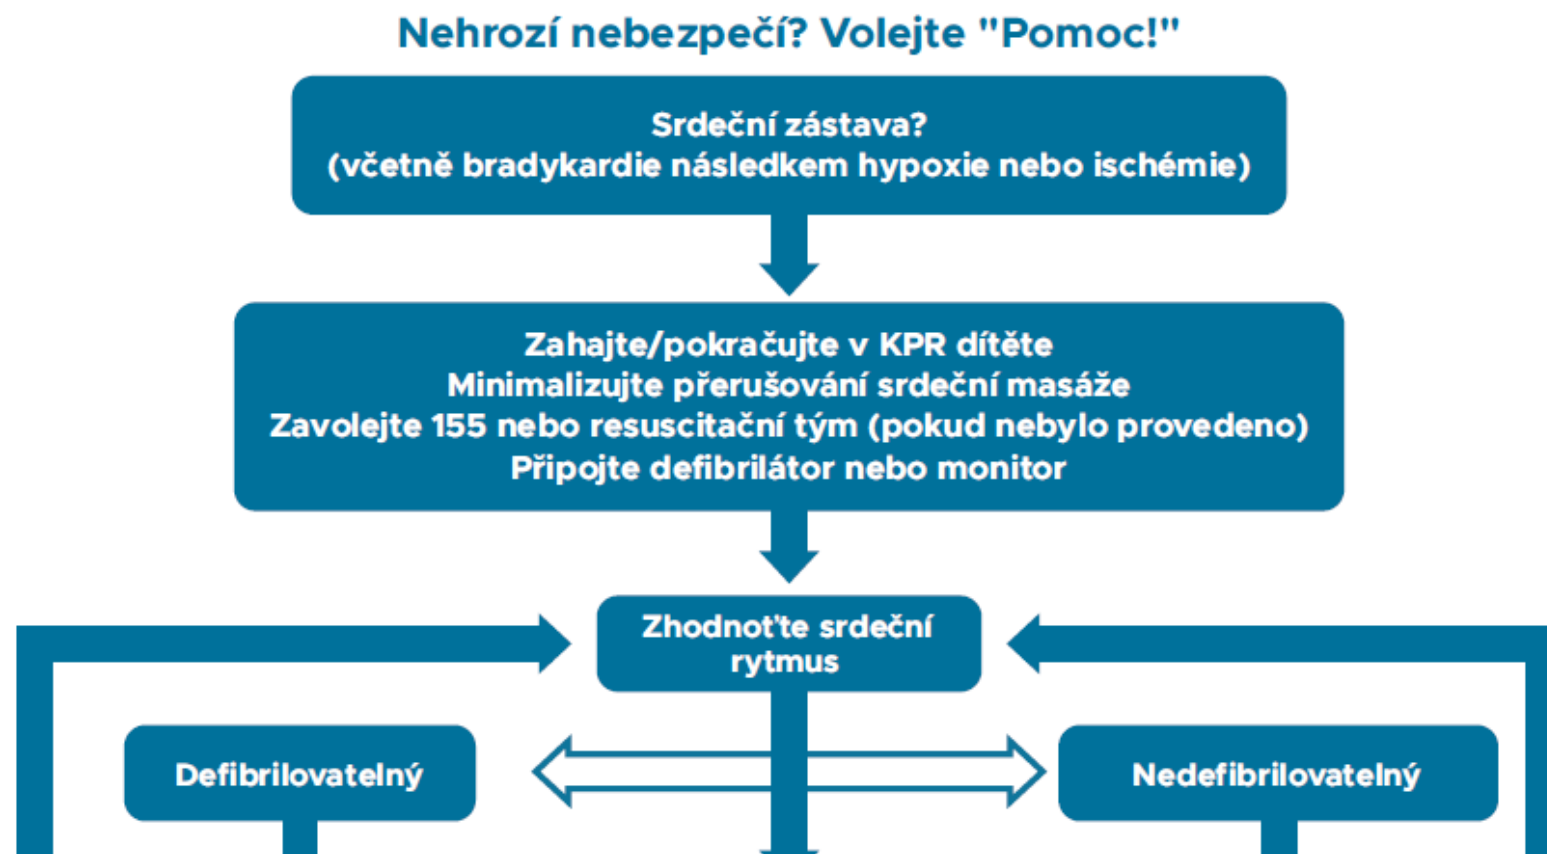 Nehrozí nebezpečí? Volejte "Pomoc!"
Srdeční zástava?
(včetně bradykardie následkem hypoxie nebo ischémie)
Zahajte/pokračujte v KPR dítěte
Minimalizujte přerušování srdeční masáže
Zavolejte 155 nebo resuscitační tým (pokud nebylo provedeno)
Připojte defibrilátor nebo monitor
Zhodnoťte srdeční
rytmus
Defibrilovatelný
Nedefibrilovatelný